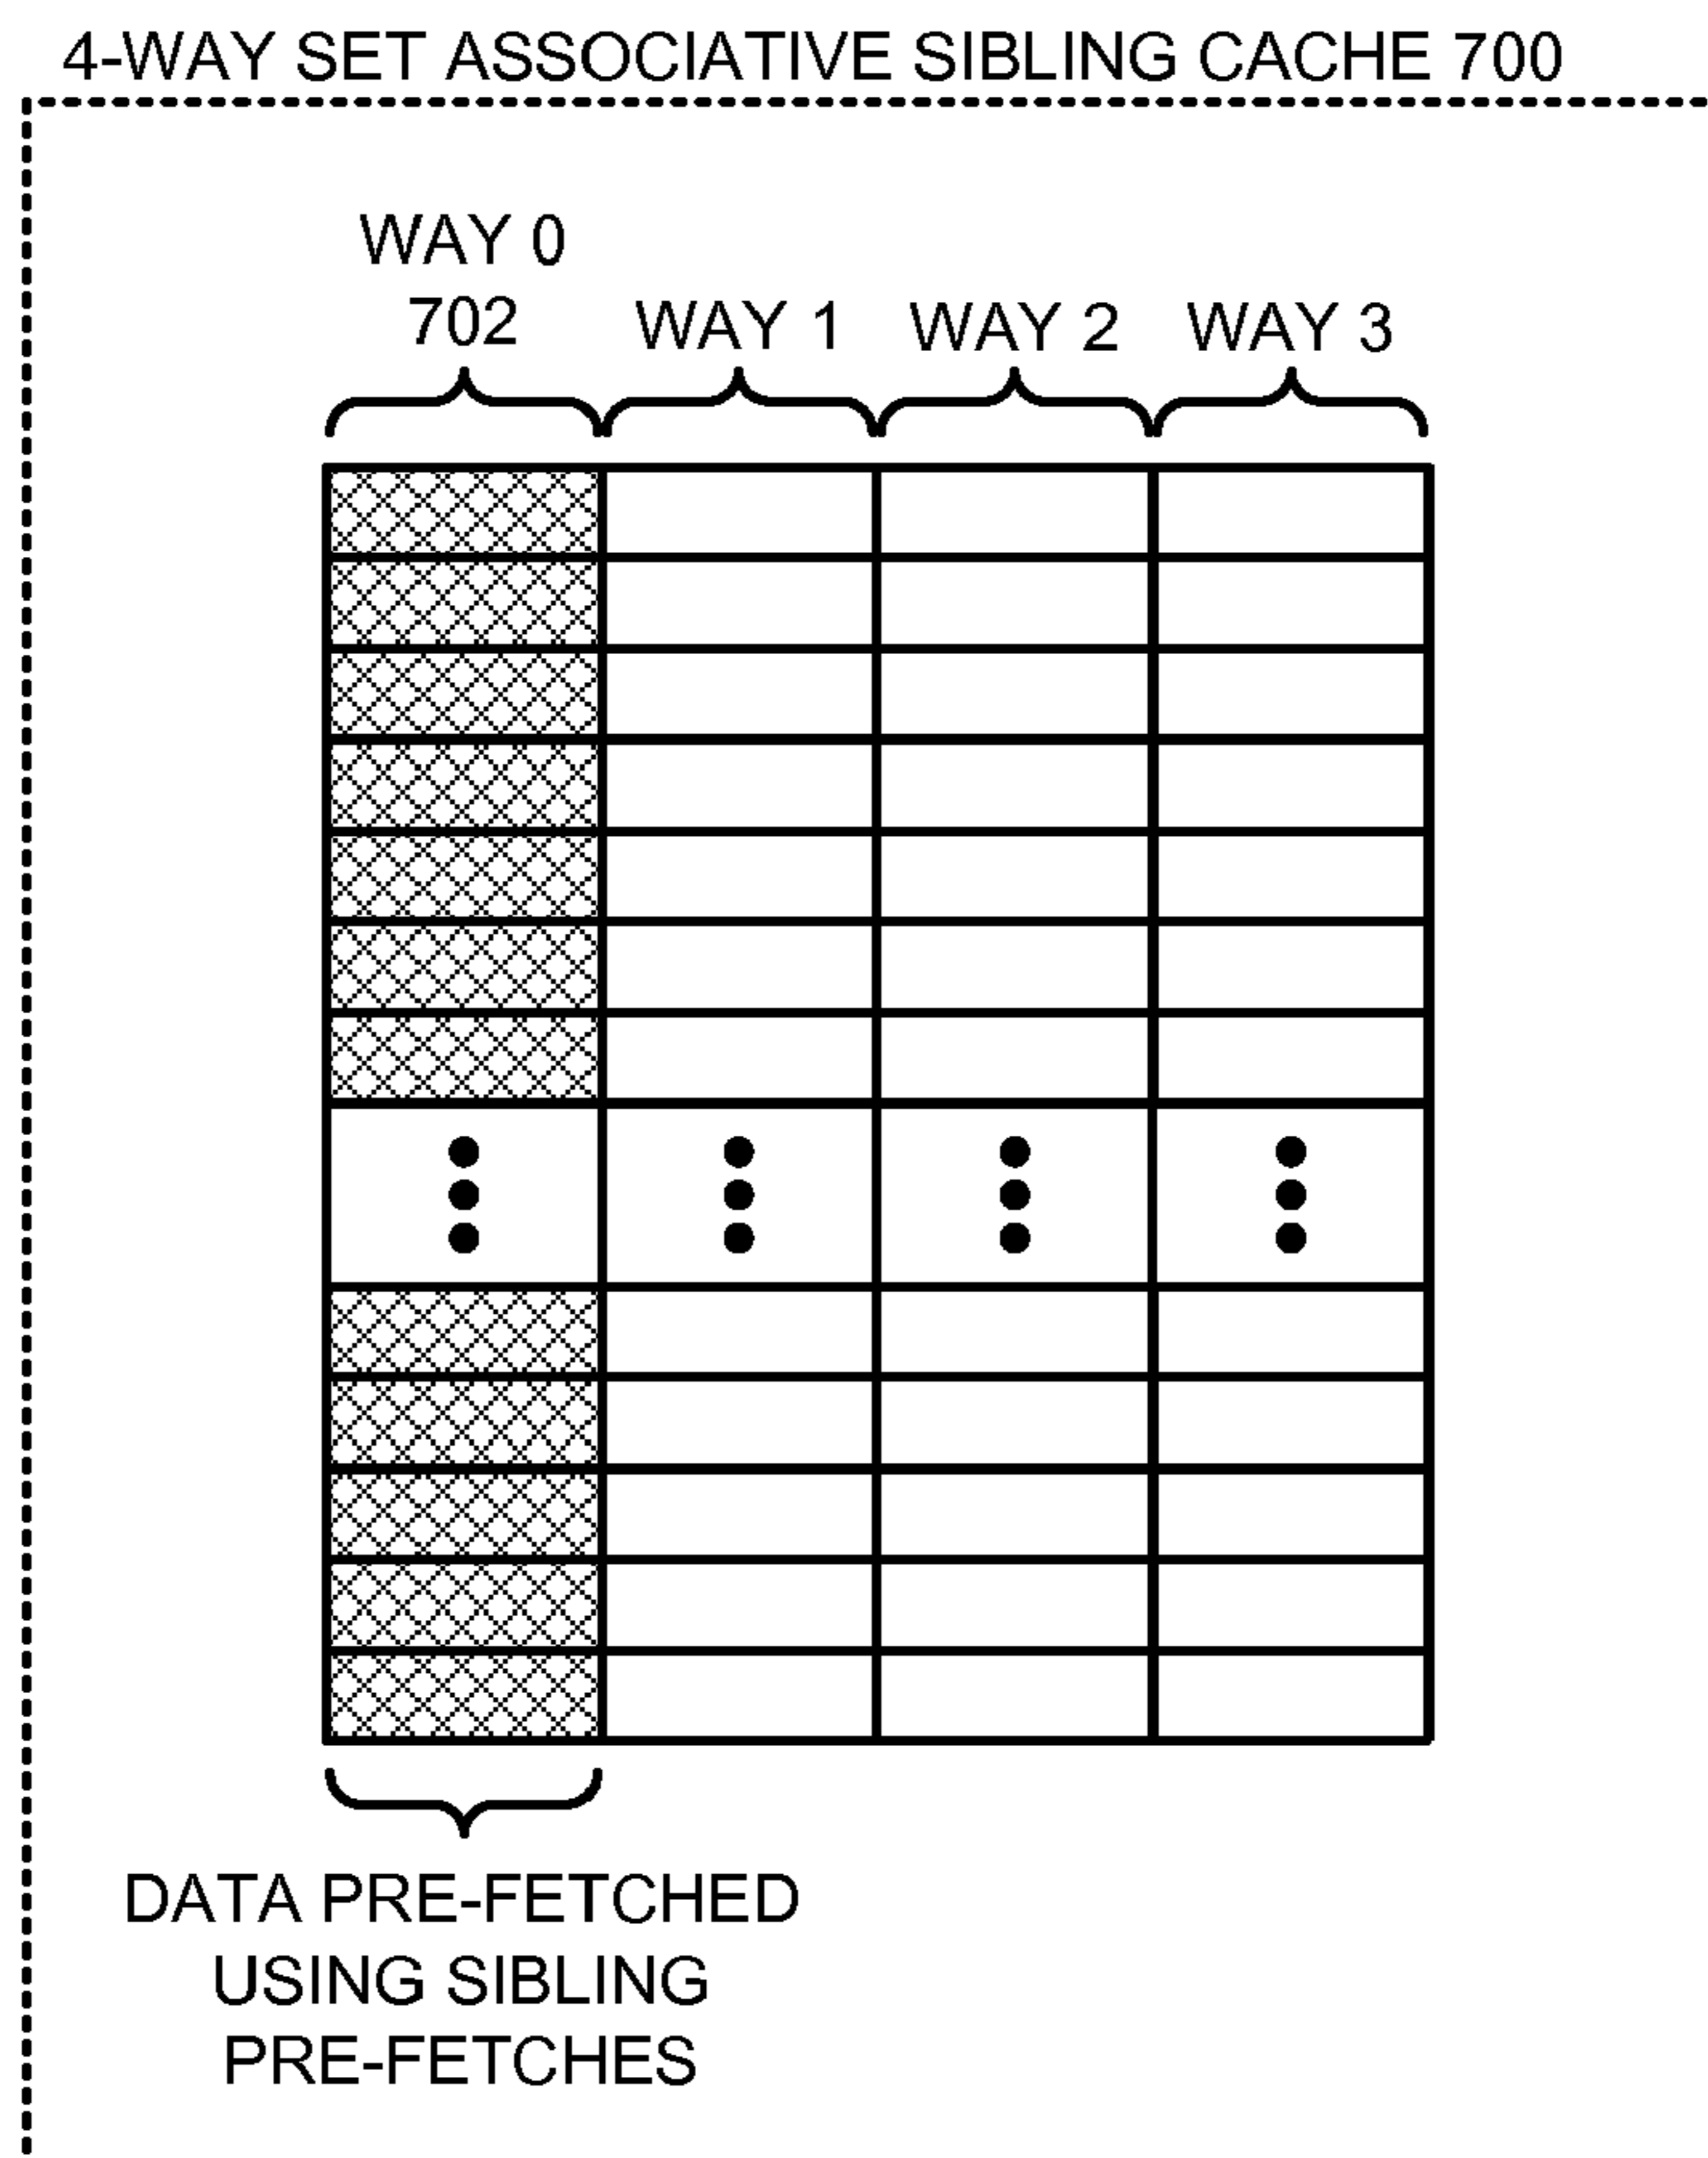 4-WAY SET ASSOCIATIVE SIBLING CACHE 700
WAY 0
702
WAY 1
WAY 2
WAY 3
DATA PRE-FETCHED
USING SIBLING
PRE-FETCHES